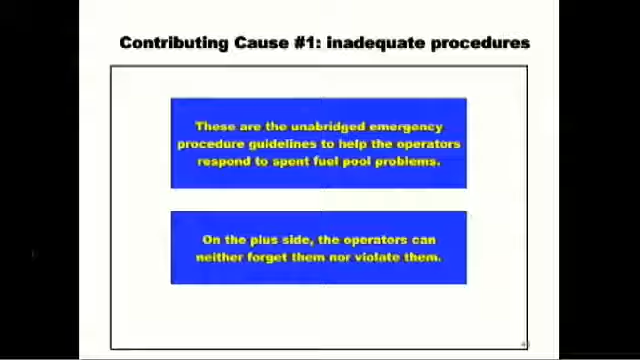 Contributing Cause #1: inadequate procedures
These are the unabridged emergency
procedure guidelines to help the operators
respond to spent fuel pool problems.
On the plus side, the operators can
neither forget them nor violate them.